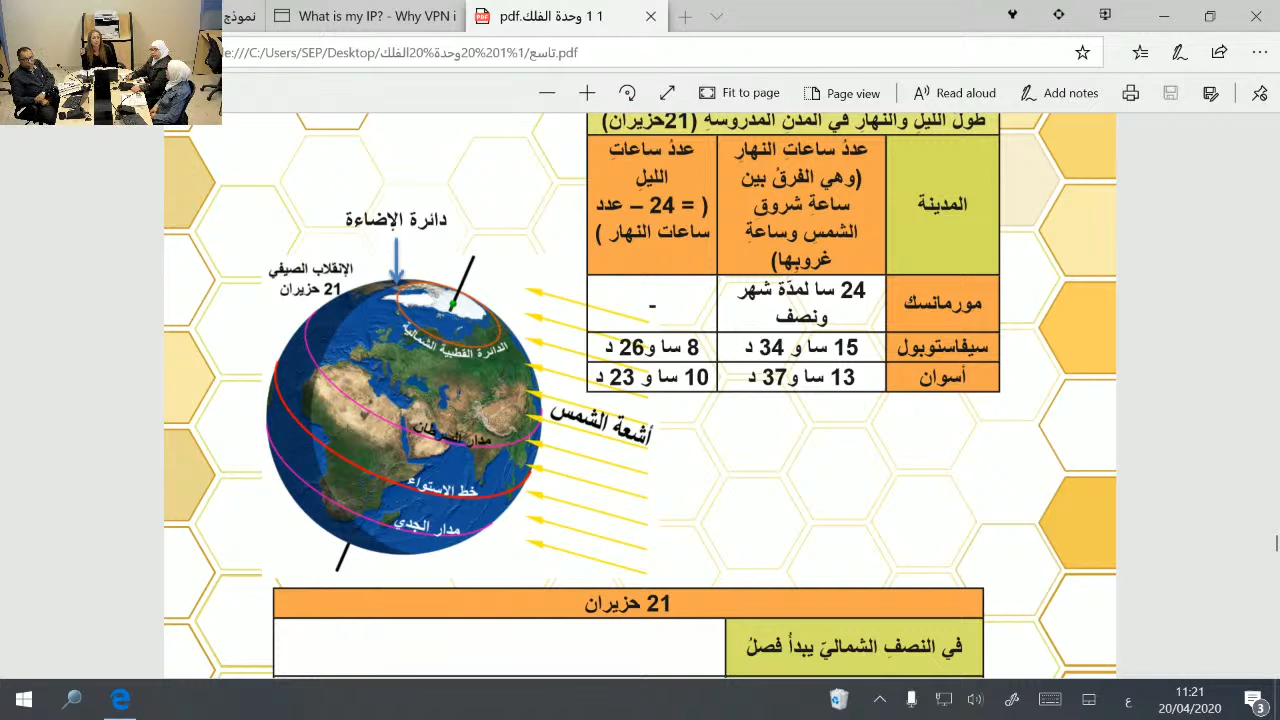 نموذج
What is my IP? - Why VPN i
1 1 وحدة الفلك.pdf
e:///C:/Users/SEP/Desktop/تاسع/1%201%20وحدة%20الفلك.pdf
Fit to page
Page view
Read aloud
Add notes
طول الليلِ والنهارِ في المدنِ المدروسةِ (21حزيران)
المدينة
عددُ ساعاتِ النهارِ
(وهي الفرقُ بين
ساعةِ شروقِ
الشمسِ وساعةِ
غروبِها)
عددُ ساعاتِ
الليلِ
( = 24 – عدد
ساعات النهار )
مورمانسك
24 سا لمدّة شهر
ونصف
-
سيفاستوبول
15 سا و 34 د
8 سا و26 د
أسوان
13 سا و37 د
10 سا و 23 د
دائرة الإضاءة
الإنقلاب الصيفي
21 حزيران
الدائرة القطبية الشمالية
مدار السرطان
خط الاستواء
مدار الجدي
أشعة الشمس
21 حزيران
في النصفِ الشماليّ يبدأُ فصلُ
ع
11:21
20/04/2020
3